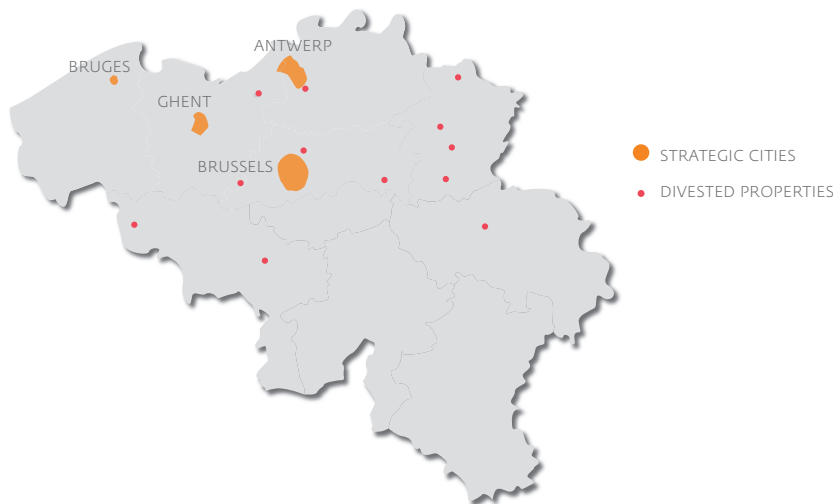 ANTWERP
BRUGES
GHENT
BRUSSELS
STRATEGIC CITIES
DIVESTED PROPERTIES